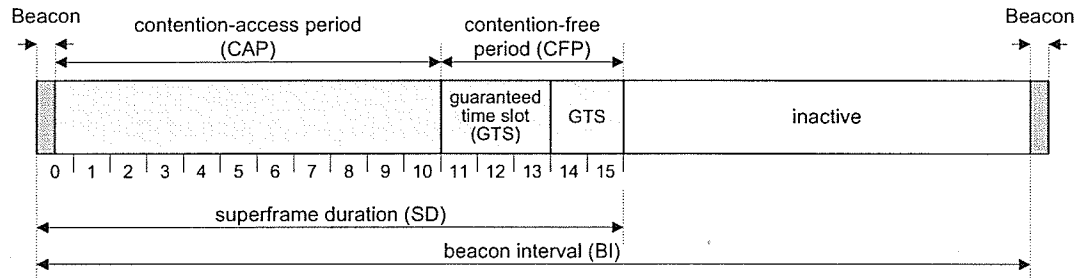 Beacon
contention-access period
(CAP)
contention-free
period (CFP)
Beacon
guaranteed
time slot
(GTS)
GTS
inactive
0 1 2 3 4 5 6 7 8 9 10 11 12 13 14 15
superframe duration (SD)
beacon interval (BI)